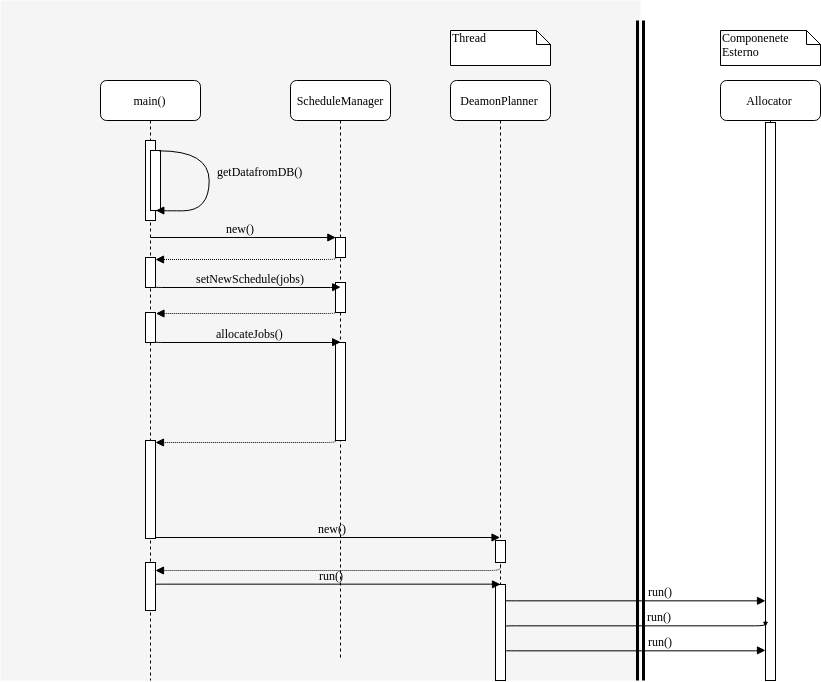 Thread
Componenete
Esterno
main()
ScheduleManager
DeamonPlanner
Allocator
getDatafromDB()
new()
setNewSchedule(jobs)
allocateJobs()
new()
run()
run()
run()
run()